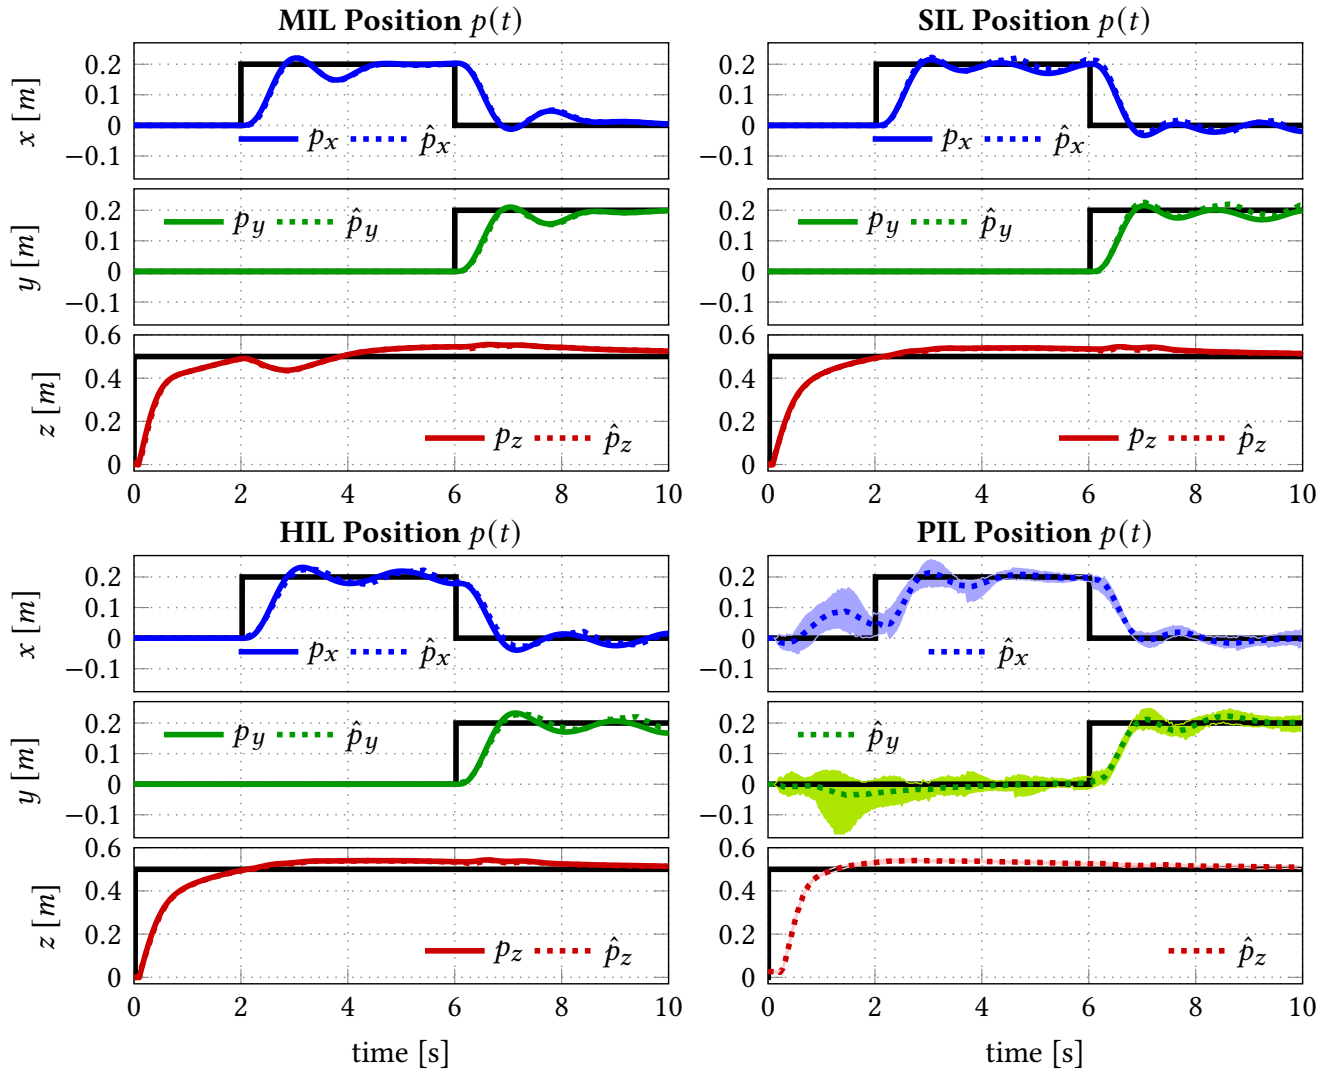 MIL Position p(t)
SIL Position p(t)
x [m]
0.2
0.1
0
−0.1
p_x p̂_x
0.2
0.1
0
−0.1
p_x p̂_x
y [m]
0.2
0.1
0
−0.1
p_y p̂_y
0.2
0.1
0
−0.1
p_y p̂_y
z [m]
0.6
0.4
0.2
0
p_z p̂_z
0 2 4 6 8 10
0.6
0.4
0.2
0
p_z p̂_z
0 2 4 6 8 10
HIL Position p(t)
PIL Position p(t)
x [m]
0.2
0.1
0
−0.1
p_x p̂_x
0.2
0.1
0
−0.1
p̂_x
y [m]
0.2
0.1
0
−0.1
p_y p̂_y
0.2
0.1
0
−0.1
p̂_y
z [m]
0.6
0.4
0.2
0
p_z p̂_z
0 2 4 6 8 10
time [s]
0.6
0.4
0.2
0
p̂_z
0 2 4 6 8 10
time [s]